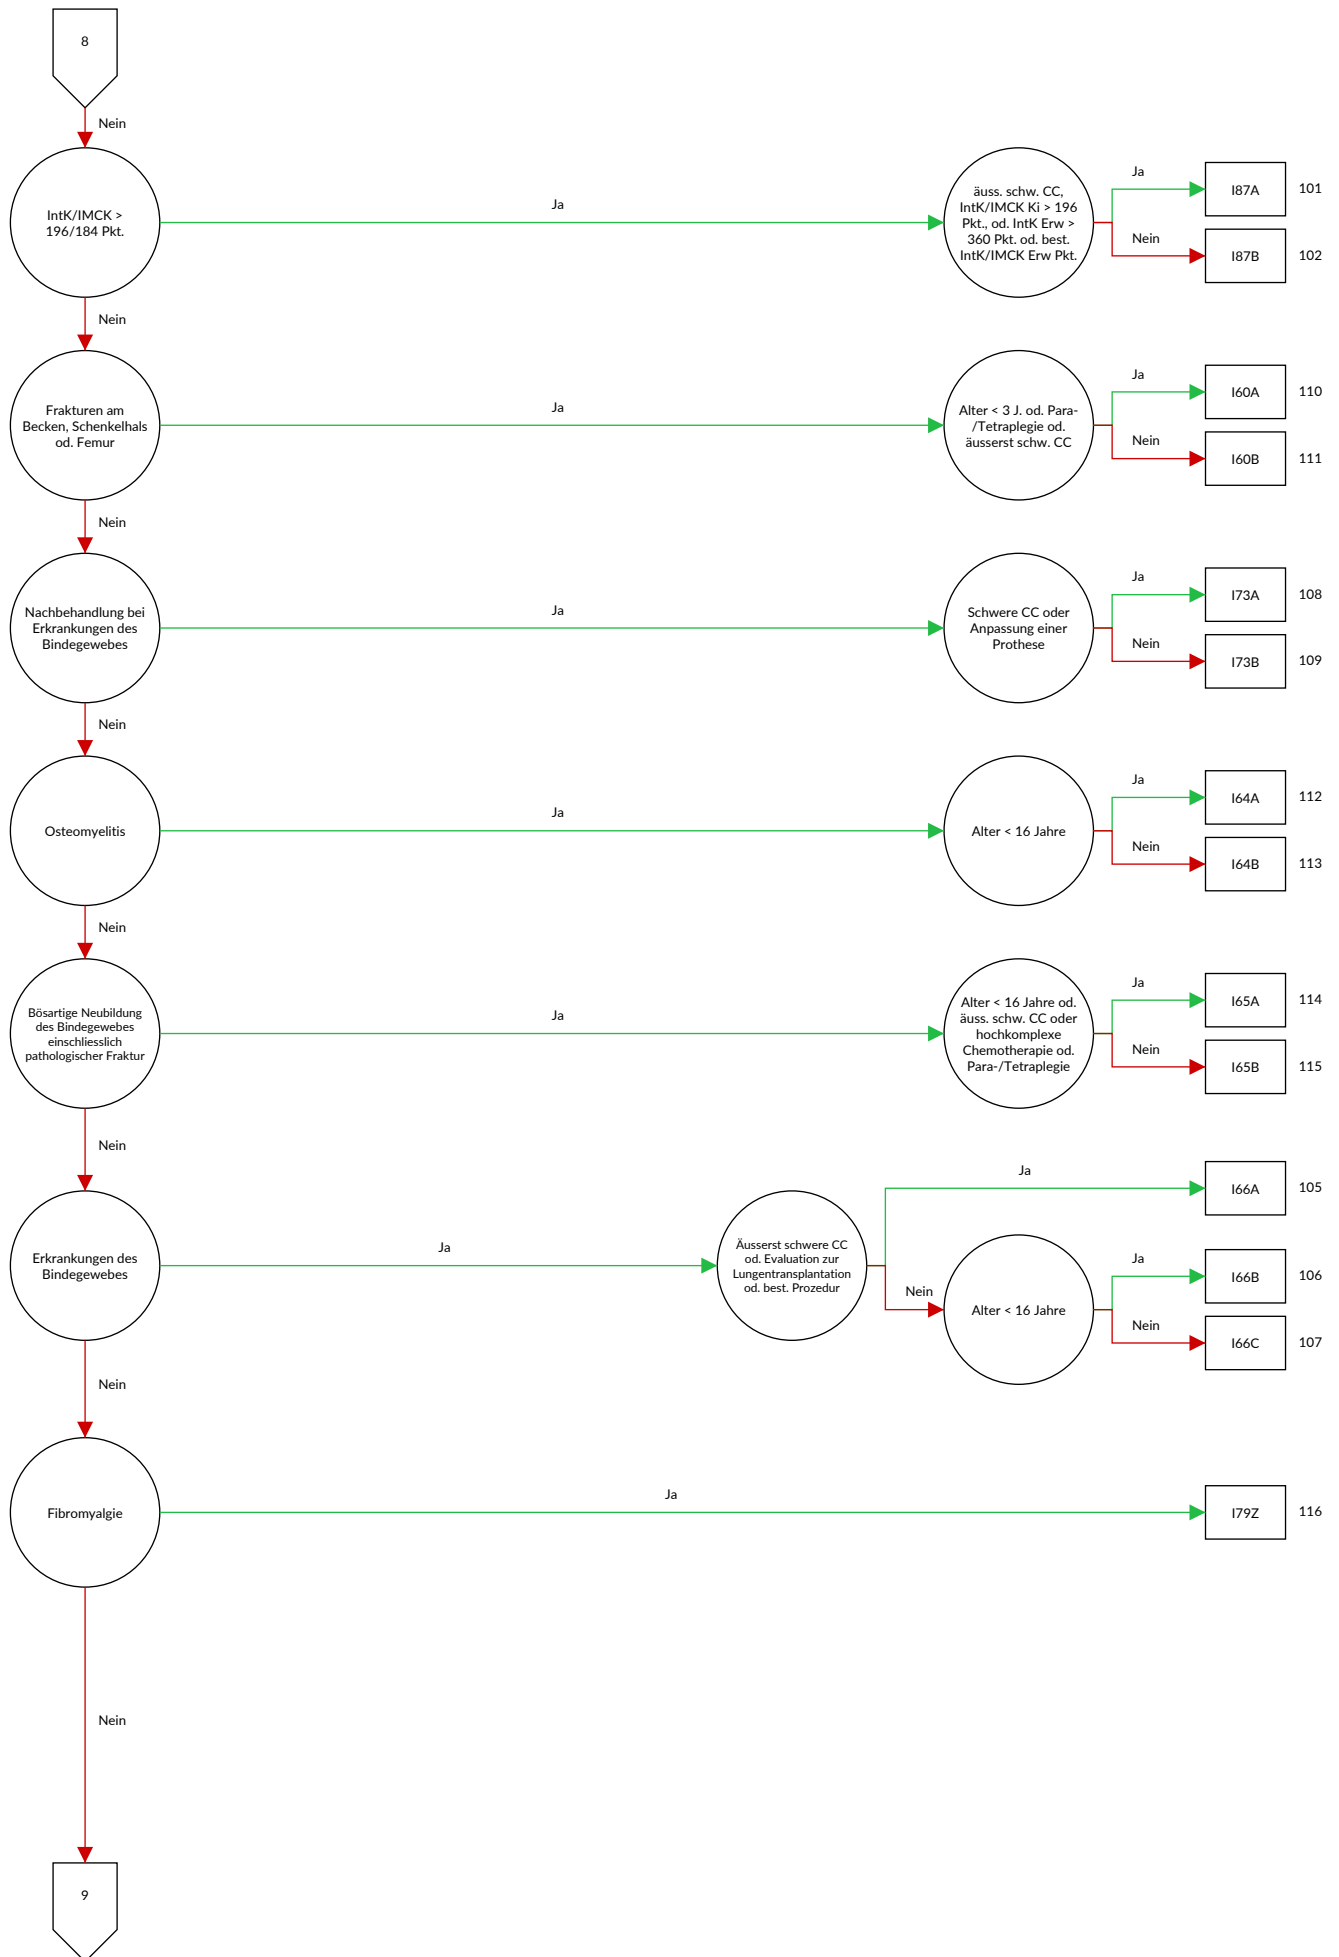 8
Nein
IntK/IMCK >
196/184 Pkt.
Ja
äuss. schw. CC,
IntK/IMCK Ki > 196
Pkt., od. IntK Erw >
360 Pkt. od. best.
IntK/IMCK Erw Pkt.
Ja
I87A
101
Nein
I87B
102
Nein
Frakturen am
Becken, Schenkelhals
od. Femur
Ja
Alter < 3 J. od. Para-
/Tetraplegie od.
äusserst schw. CC
Ja
I60A
110
Nein
I60B
111
Nein
Nachbehandlung bei
Erkrankungen des
Bindegewebes
Ja
Schwere CC oder
Anpassung einer
Prothese
Ja
I73A
108
Nein
I73B
109
Nein
Osteomyelitis
Ja
Alter < 16 Jahre
Ja
I64A
112
Nein
I64B
113
Nein
Bösartige Neubildung
des Bindegewebes
einschliesslich
pathologischer Fraktur
Ja
Alter < 16 Jahre od.
äuss. schw. CC oder
hochkomplexe
Chemotherapie od.
Para-/Tetraplegie
Ja
I65A
114
Nein
I65B
115
Nein
Erkrankungen des
Bindegewebes
Ja
Äusserst schwere CC
od. Evaluation zur
Lungentransplantation
od. best. Prozedur
Ja
I66A
105
Nein
Alter < 16 Jahre
Ja
I66B
106
Nein
I66C
107
Nein
Fibromyalgie
Ja
I79Z
116
Nein
9